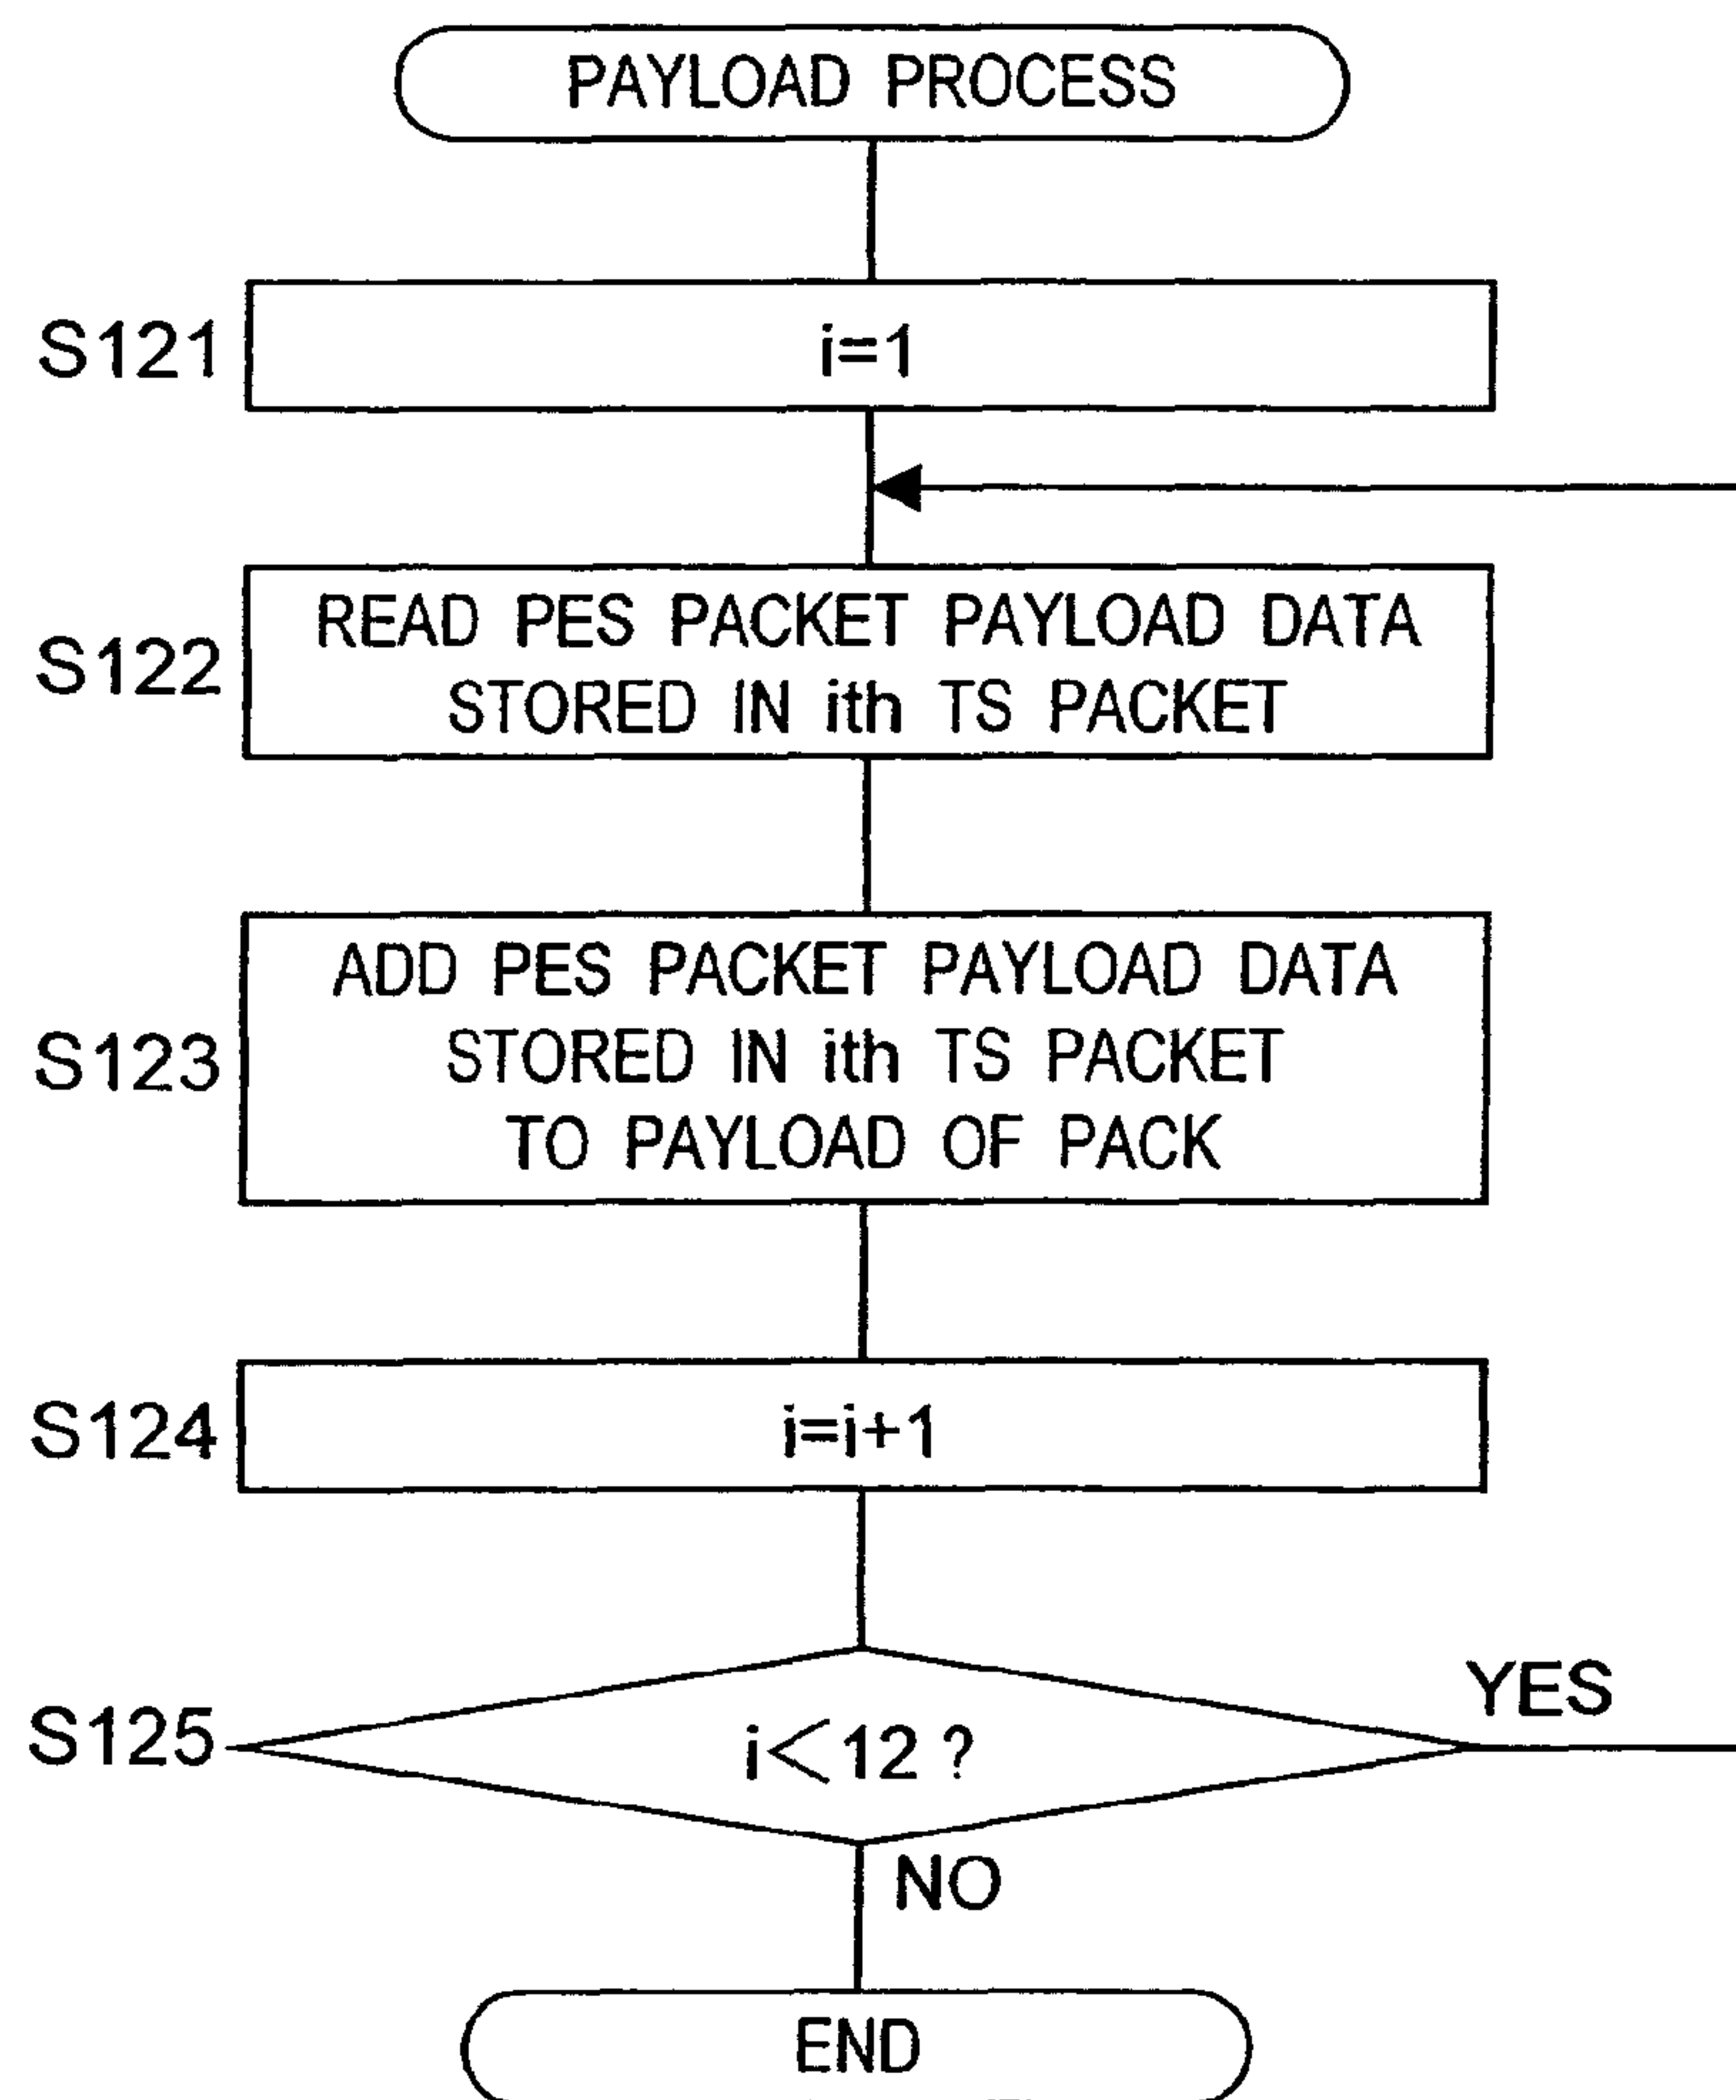 PAYLOAD PROCESS
S121
i=1
S122
READ PES PACKET PAYLOAD DATA
STORED IN ith TS PACKET
S123
ADD PES PACKET PAYLOAD DATA
STORED IN ith TS PACKET
TO PAYLOAD OF PACK
S124
i=i+1
S125
i<12 ?
YES
NO
END